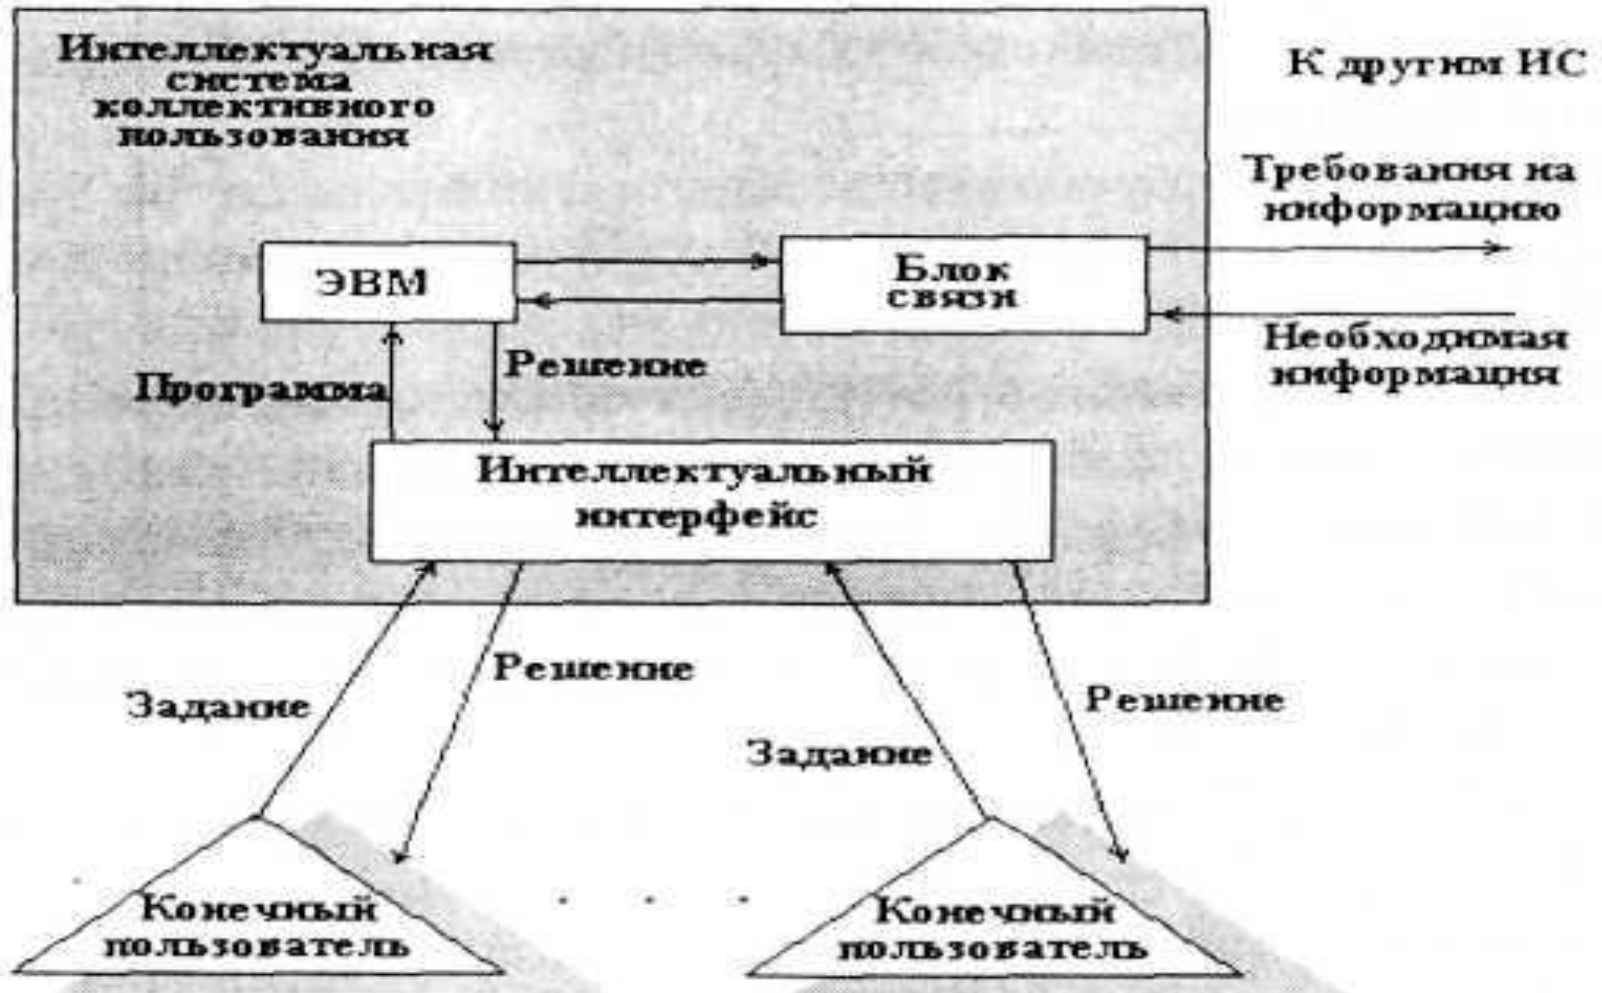 Интеллектуальная
система
коллективного
пользования
К другим ИС
Требования на
информацию
ЭВМ
Блок
связи
Необходимая
информация
Программа
Решение
Интеллектуальный
интерфейс
Задание
Решение
Задание
Решение
Конечный
пользователь
Конечный
пользователь